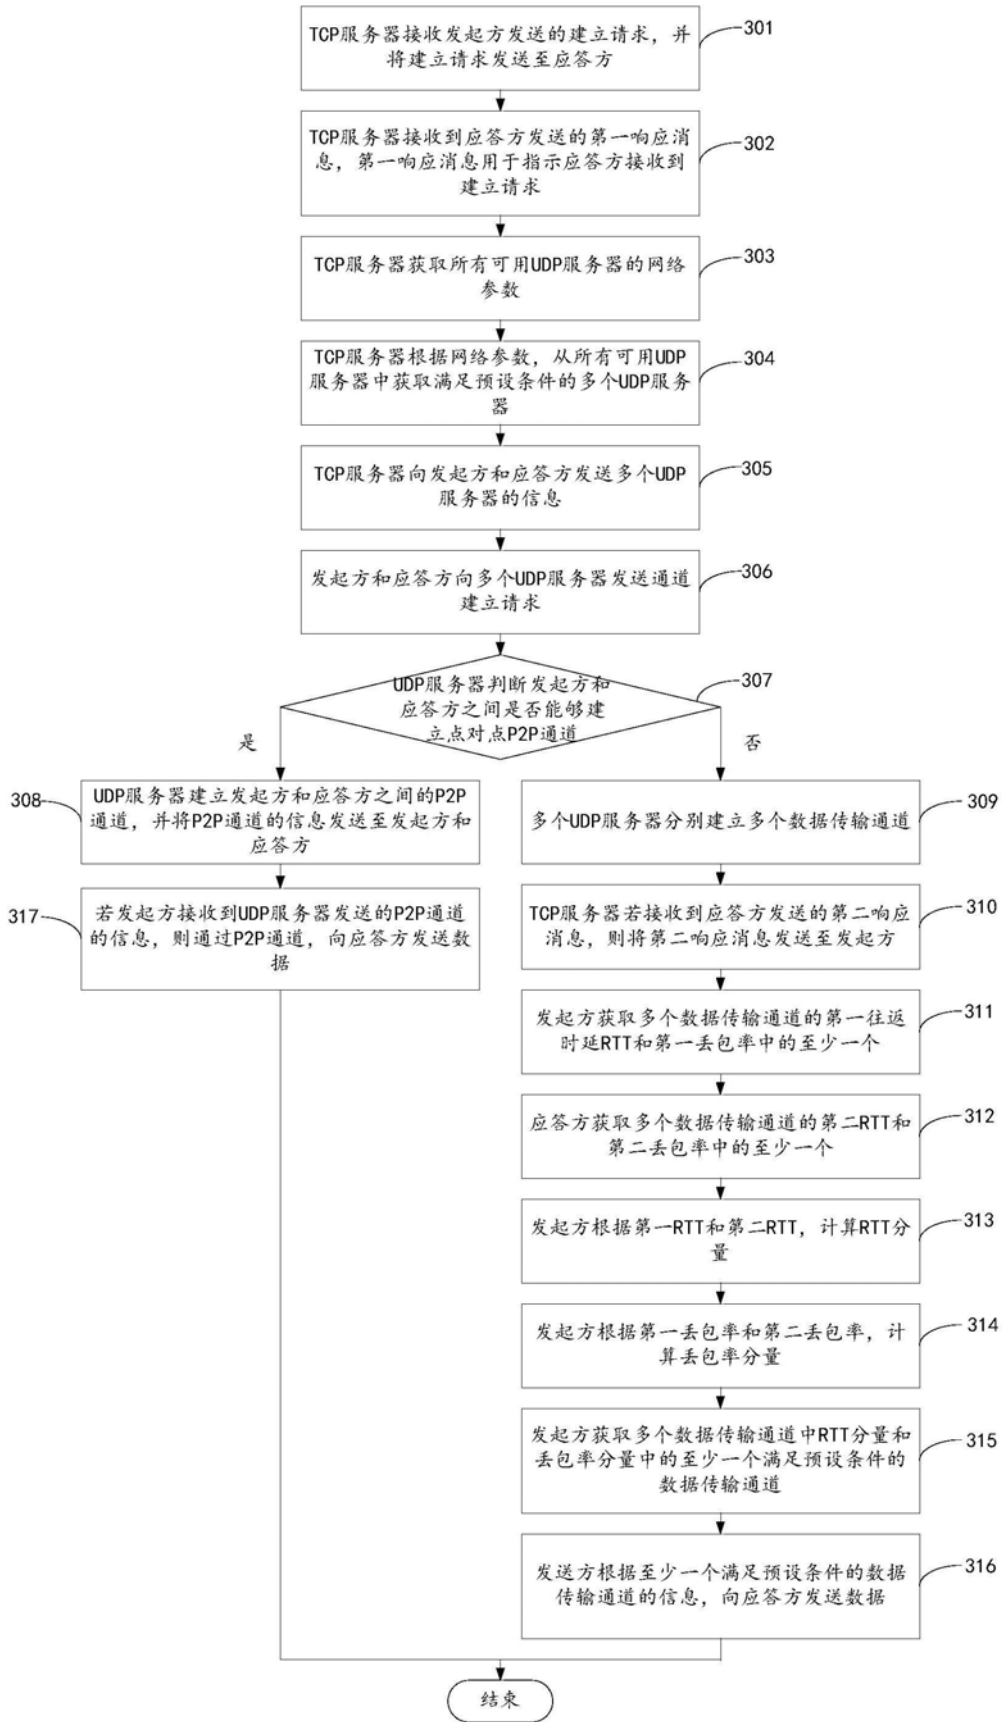 TCP服务器接收发起方发送的建立请求，并
将建立请求发送至应答方
301
TCP服务器接收到应答方发送的第一响应消
息，第一响应消息用于指示应答方接收到
建立请求
302
TCP服务器获取所有可用UDP服务器的网络
参数
303
TCP服务器根据网络参数，从所有可用UDP
服务器中获取满足预设条件的多个UDP服务
器
304
TCP服务器向发起方和应答方发送多个UDP
服务器的信息
305
发起方和应答方向多个UDP服务器发送通道
建立请求
306
UDP服务器判断发起方和
应答方之间是否能够建
立点对点P2P通道
307
是
否
308
UDP服务器建立发起方和应答方之间的P2P
通道，并将P2P通道的信息发送至发起方和
应答方
317
若发起方接收到UDP服务器发送的P2P通道
的信息，则通过P2P通道，向应答方发送数
据
多个UDP服务器分别建立多个数据传输通道
309
TCP服务器若接收到应答方发送的第二响应
消息，则将第二响应消息发送至发起方
310
发起方获取多个数据传输通道的第一往返
时延RTT和第一丢包率中的至少一个
311
应答方获取多个数据传输通道的第二RTT和
第二丢包率中的至少一个
312
发起方根据第一RTT和第二RTT，计算RTT分
量
313
发起方根据第一丢包率和第二丢包率，计
算丢包率分量
314
发起方获取多个数据传输通道中RTT分量和
丢包率分量中的至少一个满足预设条件的
数据传输通道
315
发送方根据至少一个满足预设条件的数据
传输通道的信息，向应答方发送数据
316
结束